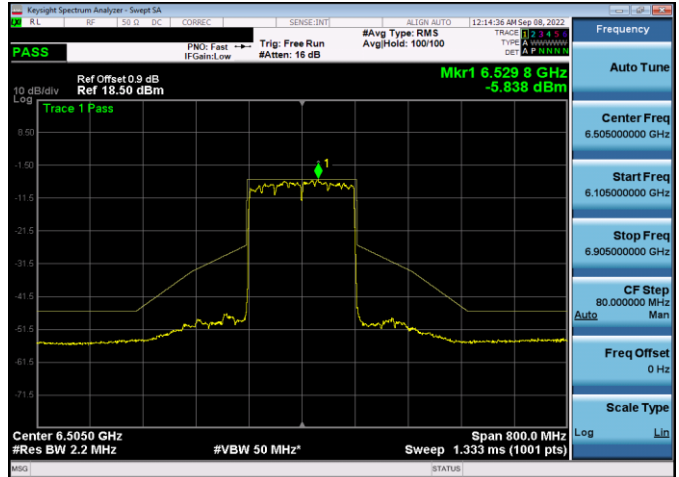 Keysight Spectrum Analyzer - Swept SA
RL RF 50 Ω DC CORREC SENSE:INT ALIGN AUTO 12:14:36 AM Sep 08, 2022
PASS
PNO: Fast
IFGain:Low
Trig: Free Run
#Atten: 16 dB
#Avg Type: RMS
Avg|Hold: 100/100
TRACE 1 2 3 4 5 6
TYPE A WWWWW
DET A P N N N N
Ref Offset 0.9 dB
Ref 18.50 dBm
Mkr1 6.529 8 GHz
-5.838 dBm
10 dB/div
Log
Trace 1 Pass
8.50
-1.50
-11.5
-21.5
-31.5
-41.5
-51.5
-61.5
-71.5
1
Center 6.5050 GHz
Span 800.0 MHz
#Res BW 2.2 MHz
#VBW 50 MHz*
Sweep 1.333 ms (1001 pts)
MSG
STATUS
Frequency
Auto Tune
Center Freq
6.505000000 GHz
Start Freq
6.105000000 GHz
Stop Freq
6.905000000 GHz
CF Step
80.000000 MHz
Auto Man
Freq Offset
0 Hz
Scale Type
Log Lin